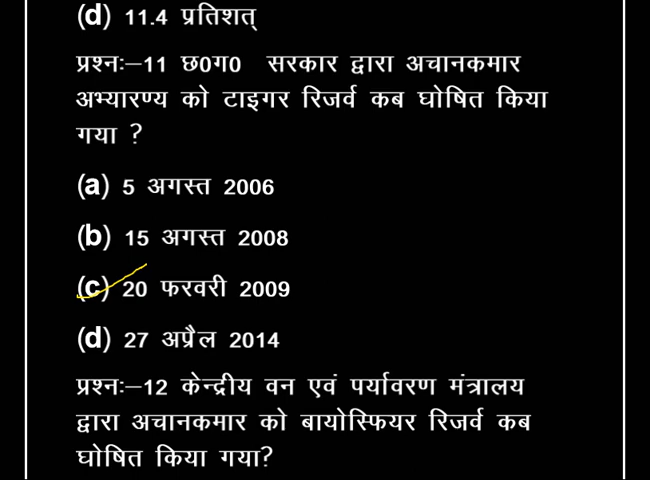 (d) 11.4 प्रतिशत्
प्रश्नः–11 छ0ग0 सरकार द्वारा अचानकमार
अभ्यारण्य को टाइगर रिजर्व कब घोषित किया
गया ?
(a) 5 अगस्त 2006
(b) 15 अगस्त 2008
(c) 20 फरवरी 2009
(d) 27 अप्रैल 2014
प्रश्नः–12 केन्द्रीय वन एवं पर्यावरण मंत्रालय
द्वारा अचानकमार को बायोस्फियर रिजर्व कब
घोषित किया गया?